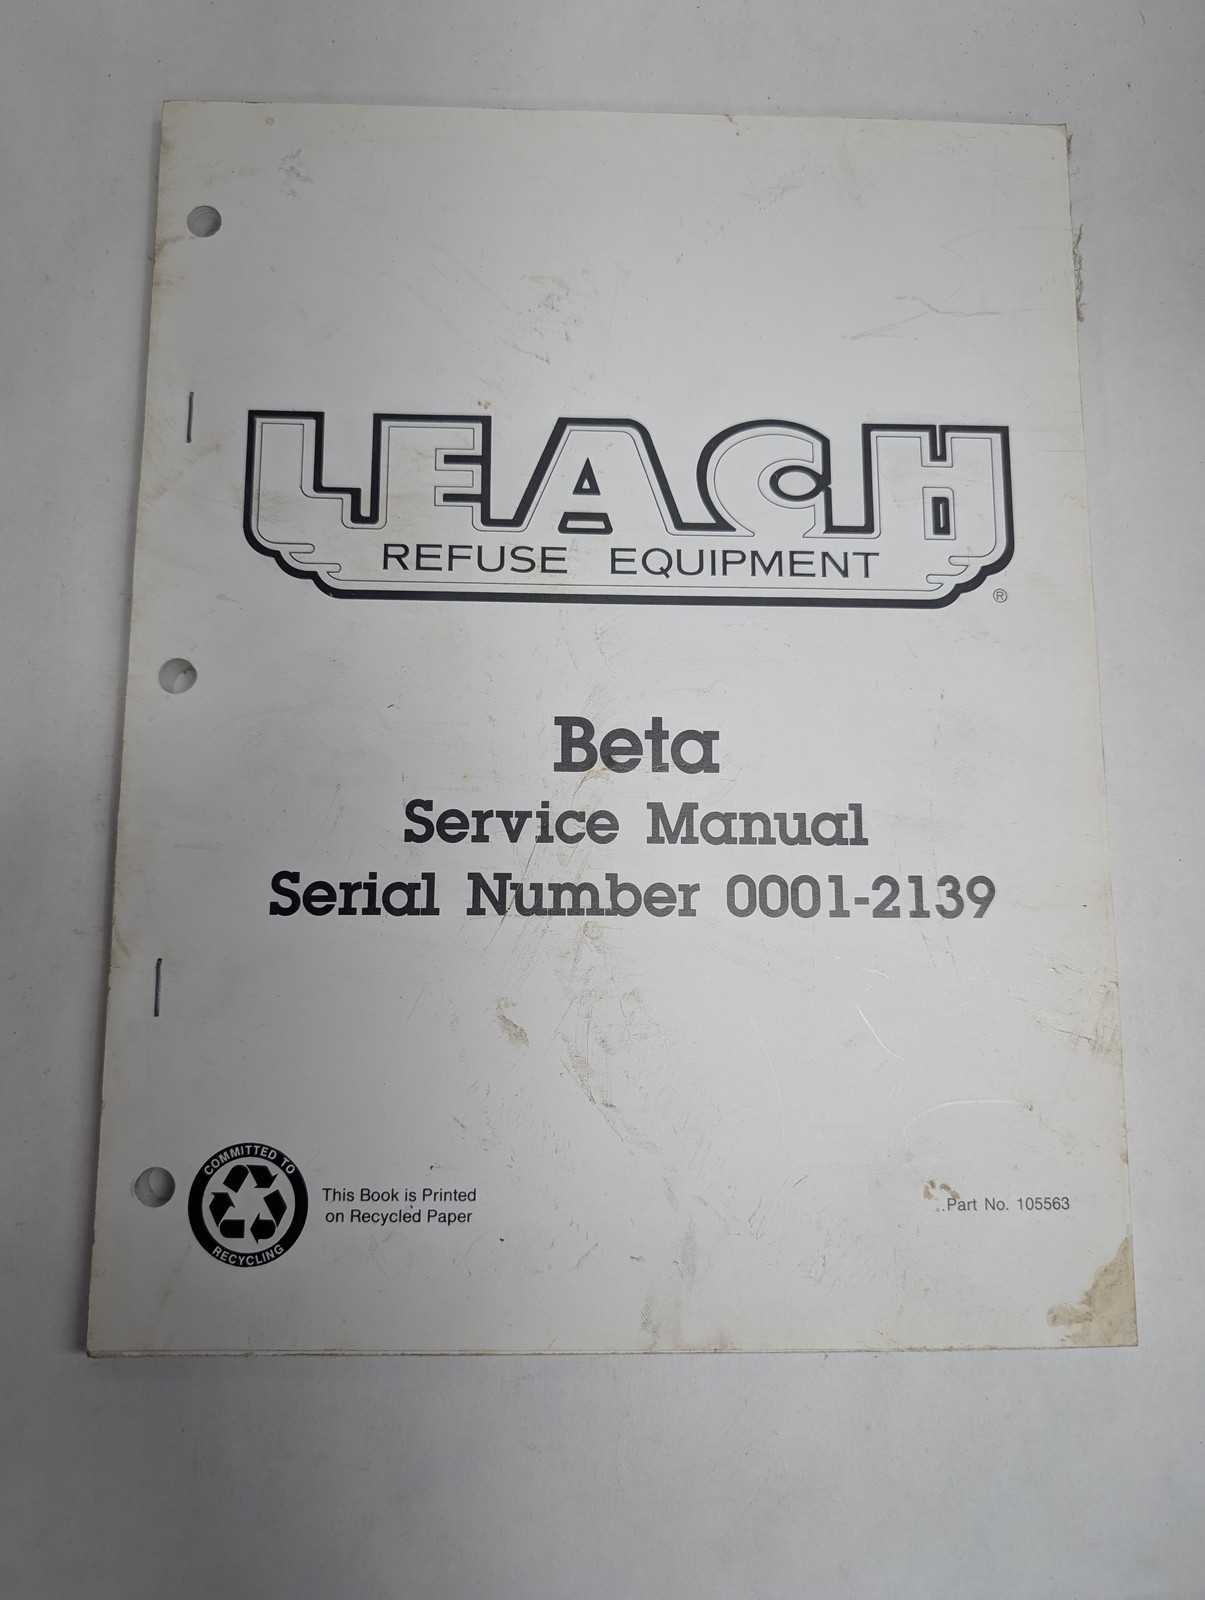 LEACH
REFUSE EQUIPMENT
®
Beta
Service Manual
Serial Number 0001-2139
COMMITTED TO
RECYCLING
This Book is Printed
on Recycled Paper
Part No. 105563